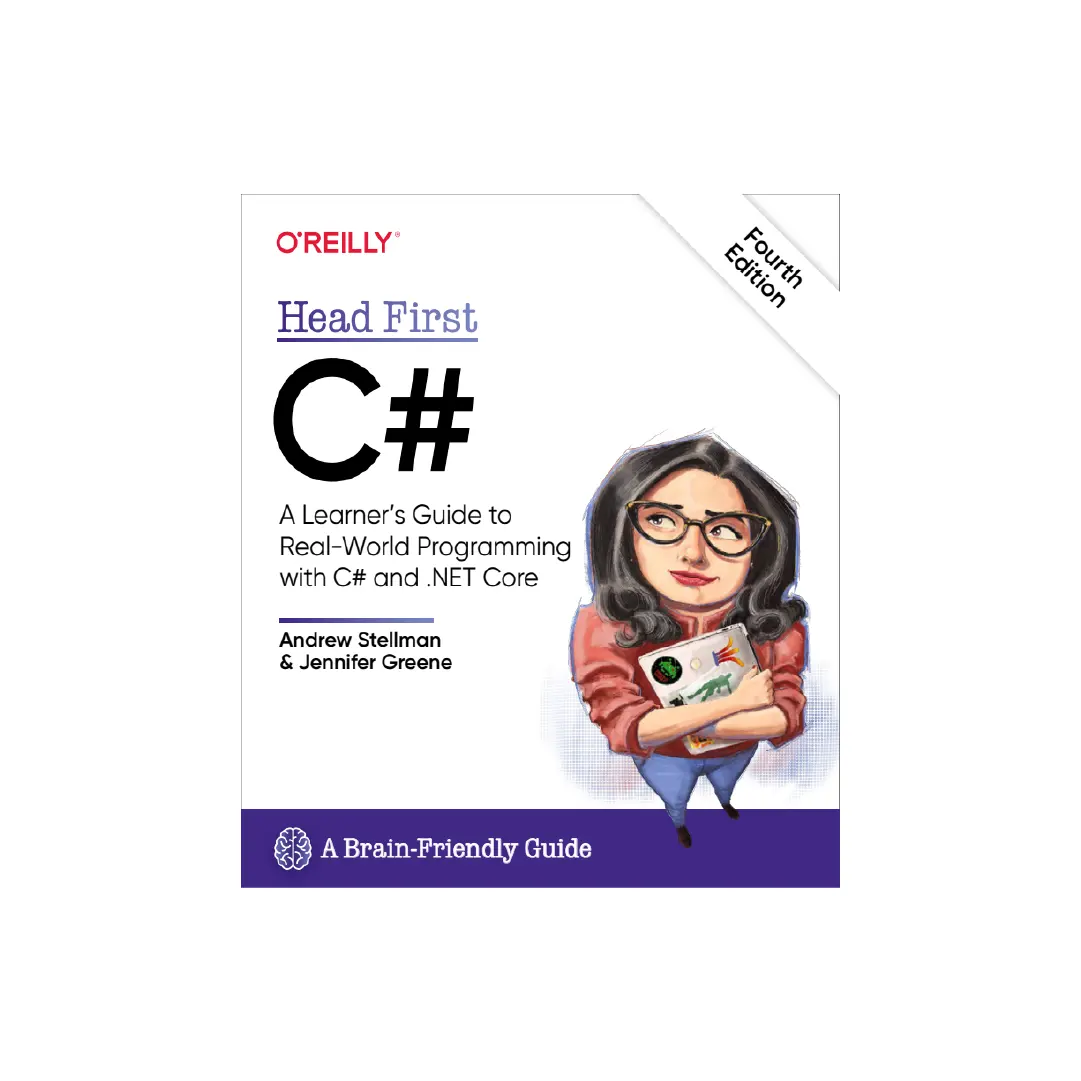 O'REILLY®
Fourth
Edition
Head First
C#
A Learner's Guide to
Real-World Programming
with C# and .NET Core
Andrew Stellman
& Jennifer Greene
A Brain-Friendly Guide